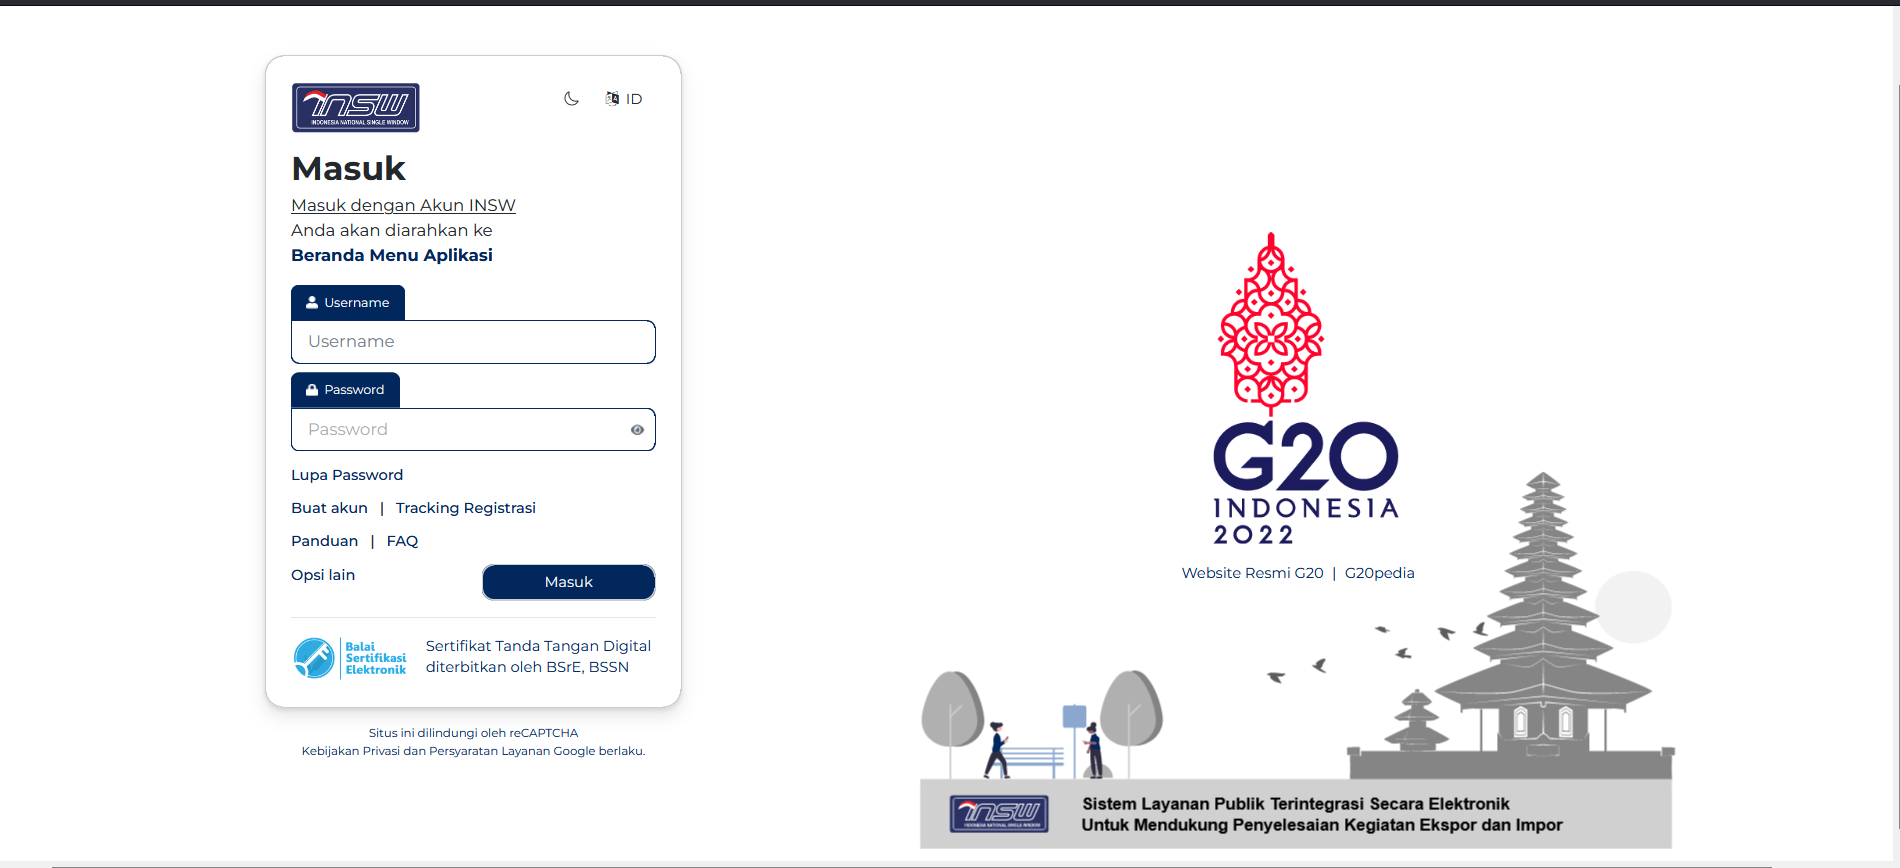 INSW
INDONESIA NATIONAL SINGLE WINDOW
ID
Masuk
Masuk dengan Akun INSW
Anda akan diarahkan ke
Beranda Menu Aplikasi
Username
Username
Password
Password
Lupa Password
Buat akun | Tracking Registrasi
Panduan | FAQ
Opsi lain
Masuk
Balai
Sertifikasi
Elektronik
Sertifikat Tanda Tangan Digital
diterbitkan oleh BSrE, BSSN
Situs ini dilindungi oleh reCAPTCHA
Kebijakan Privasi dan Persyaratan Layanan Google berlaku.
G20
INDONESIA
2022
Website Resmi G20 | G20pedia
INSW
INDONESIA NATIONAL SINGLE WINDOW
Sistem Layanan Publik Terintegrasi Secara Elektronik
Untuk Mendukung Penyelesaian Kegiatan Ekspor dan Impor